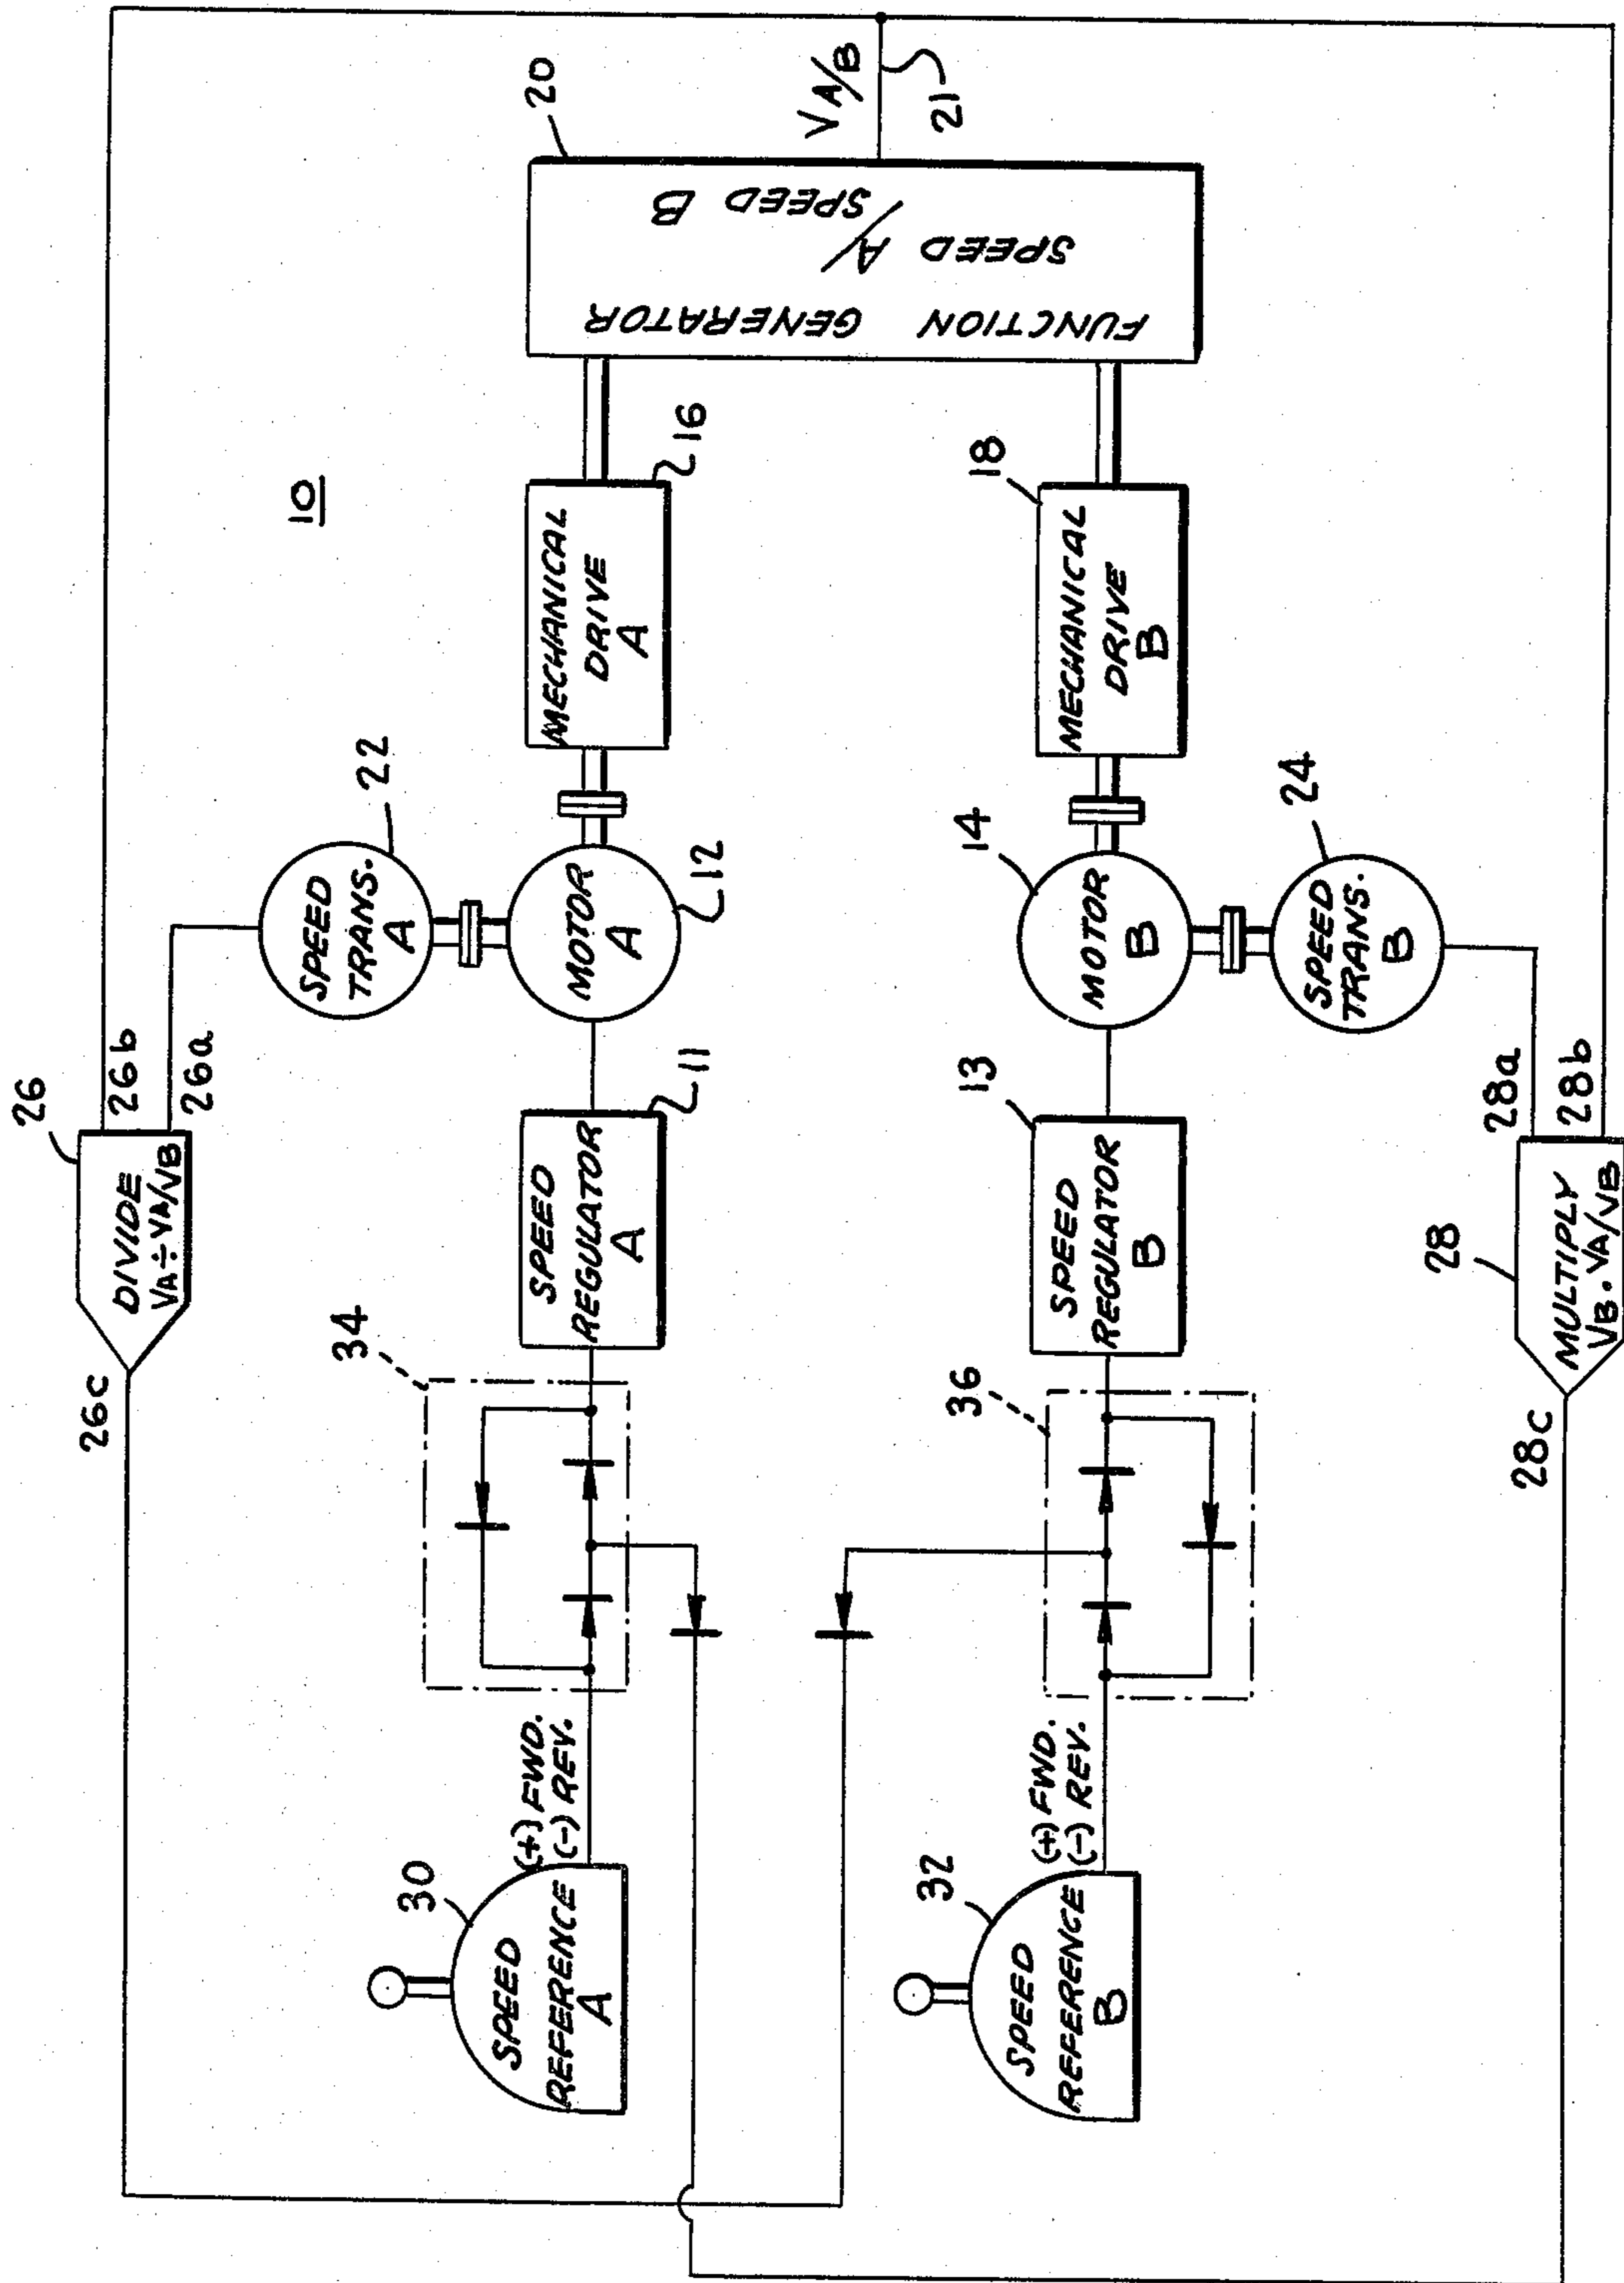 10
26
DIVIDE
VA÷VA/VB
26a
26b
26c
SPEED
TRANS.
A
22
30
SPEED
REFERENCE
A
(+) FWD.
(-) REV.
34
SPEED
REGULATOR
A
11
MOTOR
A
12
MECHANICAL
DRIVE
A
16
20
FUNCTION GENERATOR
SPEED A/
SPEED B
VA/B
21
32
SPEED
REFERENCE
B
(+) FWD.
(-) REV.
36
SPEED
REGULATOR
B
13
MOTOR
B
14
MECHANICAL
DRIVE
B
18
SPEED
TRANS.
B
24
28
MULTIPLY
VB·VA/VB
28a
28b
28c